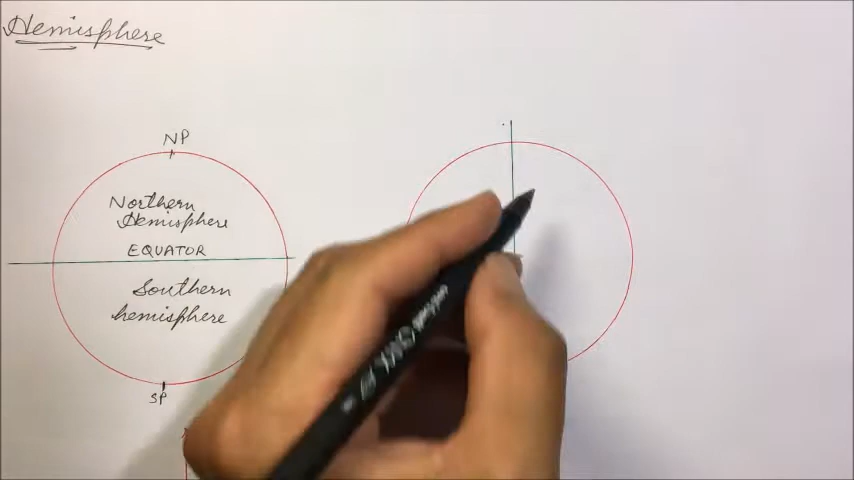 Hemisphere
NP
Northern
Hemisphere
EQUATOR
Southern
hemisphere
SP